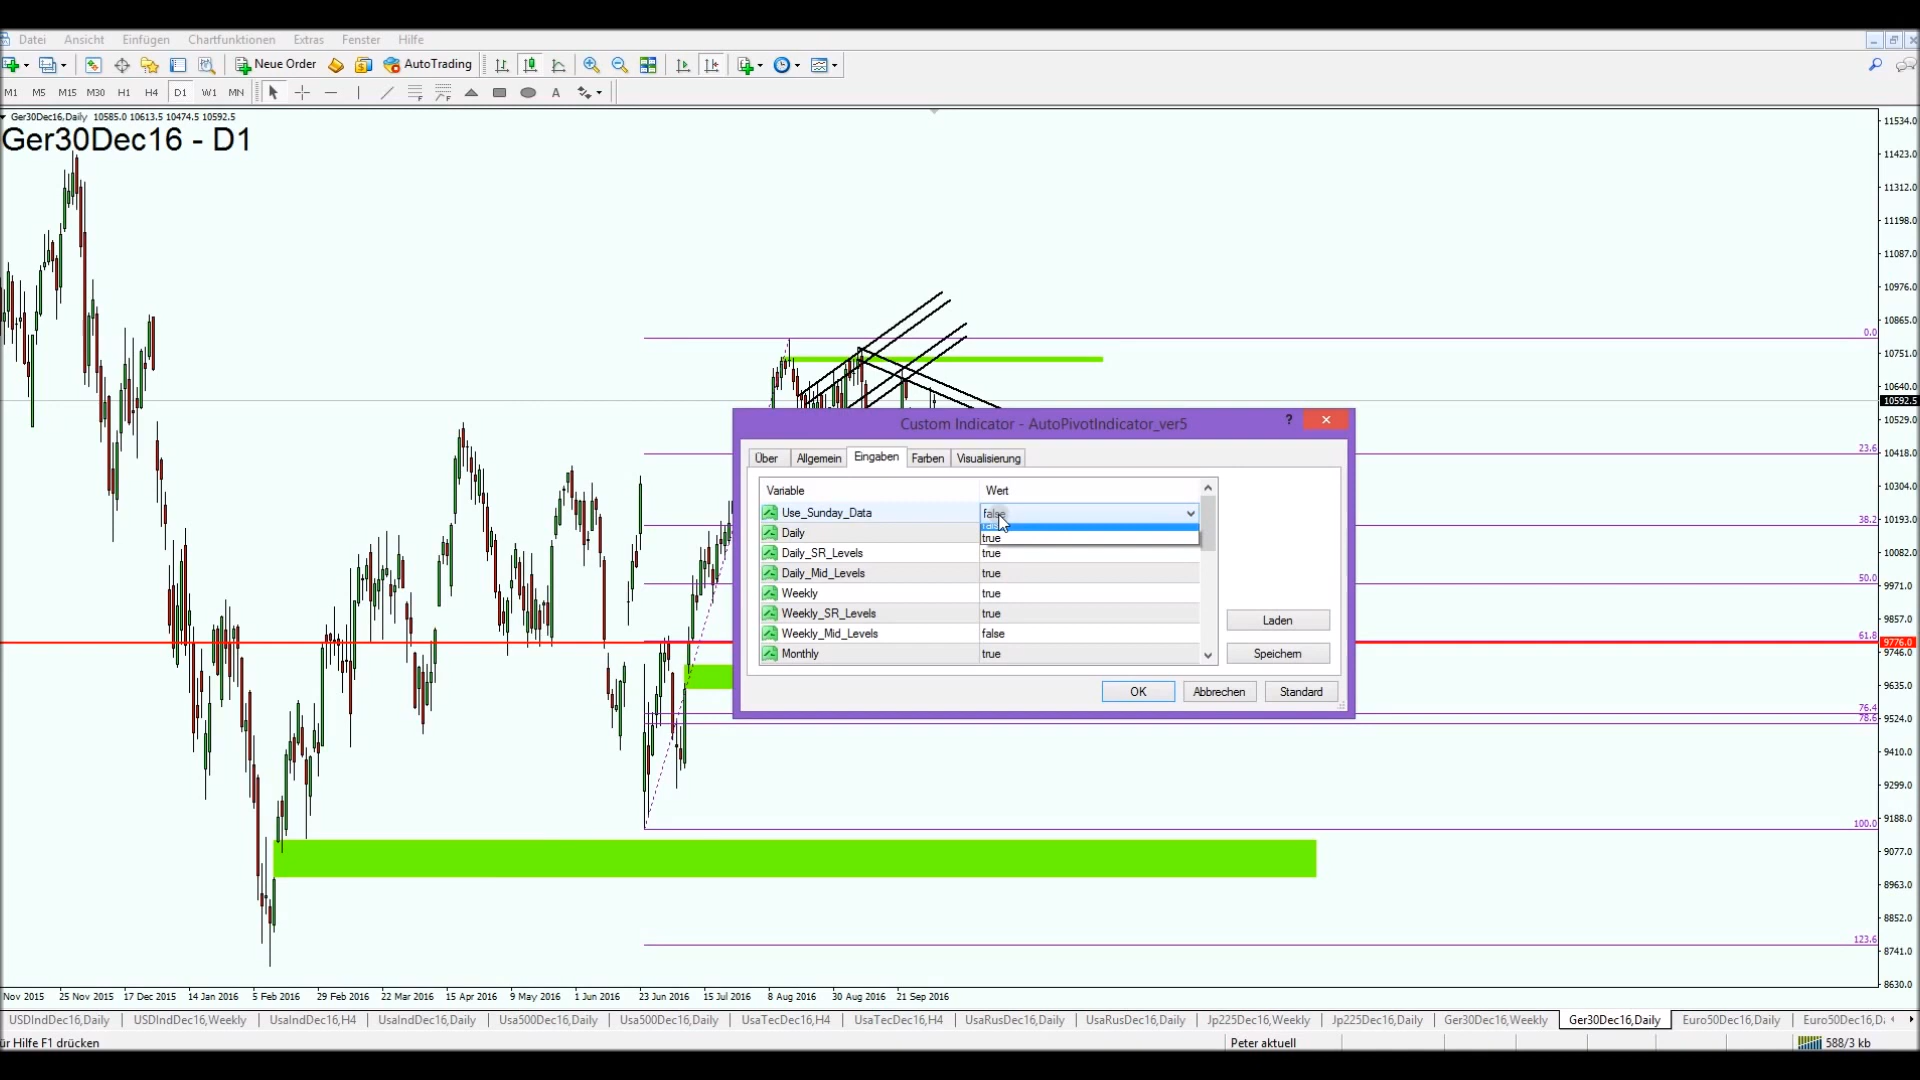 Datei Ansicht Einfügen Chartfunktionen Extras Fenster Hilfe
Neue Order AutoTrading
M1 M5 M15 M30 H1 H4 D1 W1 MN A
Ger30Dec16,Daily 10585.0 10613.5 10474.5 10592.5
Ger30Dec16 - D1
11534.0
11423.0
11312.0
11198.0
11087.0
10976.0
10865.0
0.0
10751.0
10640.0
10592.5
10529.0
23.6
10418.0
10304.0
38.2
10193.0
10082.0
50.0
9971.0
9857.0
61.8
9776.0
9746.0
9635.0
76.4
78.6
9524.0
9410.0
9299.0
9188.0
100.0
9077.0
8963.0
8852.0
123.6
8741.0
8630.0
Custom Indicator - AutoPivotIndicator_ver5 ?
Über Allgemein Eingaben Farben Visualisierung
Variable Wert
Use_Sunday_Data false
Daily
true
Daily_SR_Levels true
Daily_Mid_Levels true
Weekly true
Weekly_SR_Levels true
Weekly_Mid_Levels false
Monthly true
Laden
Speichern
OK Abbrechen Standard
Nov 2015 25 Nov 2015 17 Dec 2015 14 Jan 2016 5 Feb 2016 29 Feb 2016 22 Mar 2016 15 Apr 2016 9 May 2016 1 Jun 2016 23 Jun 2016 15 Jul 2016 8 Aug 2016 30 Aug 2016 21 Sep 2016
USDIndDec16,Daily USDIndDec16,Weekly UsaIndDec16,H4 UsaIndDec16,Daily Usa500Dec16,Daily Usa500Dec16,Daily UsaTecDec16,H4 UsaTecDec16,H4 UsaRusDec16,Daily UsaRusDec16,Daily Jp225Dec16,Weekly Jp225Dec16,Daily Ger30Dec16,Weekly Ger30Dec16,Daily Euro50Dec16,Daily Euro50Dec16,D
ür Hilfe F1 drücken Peter aktuell 588/3 kb